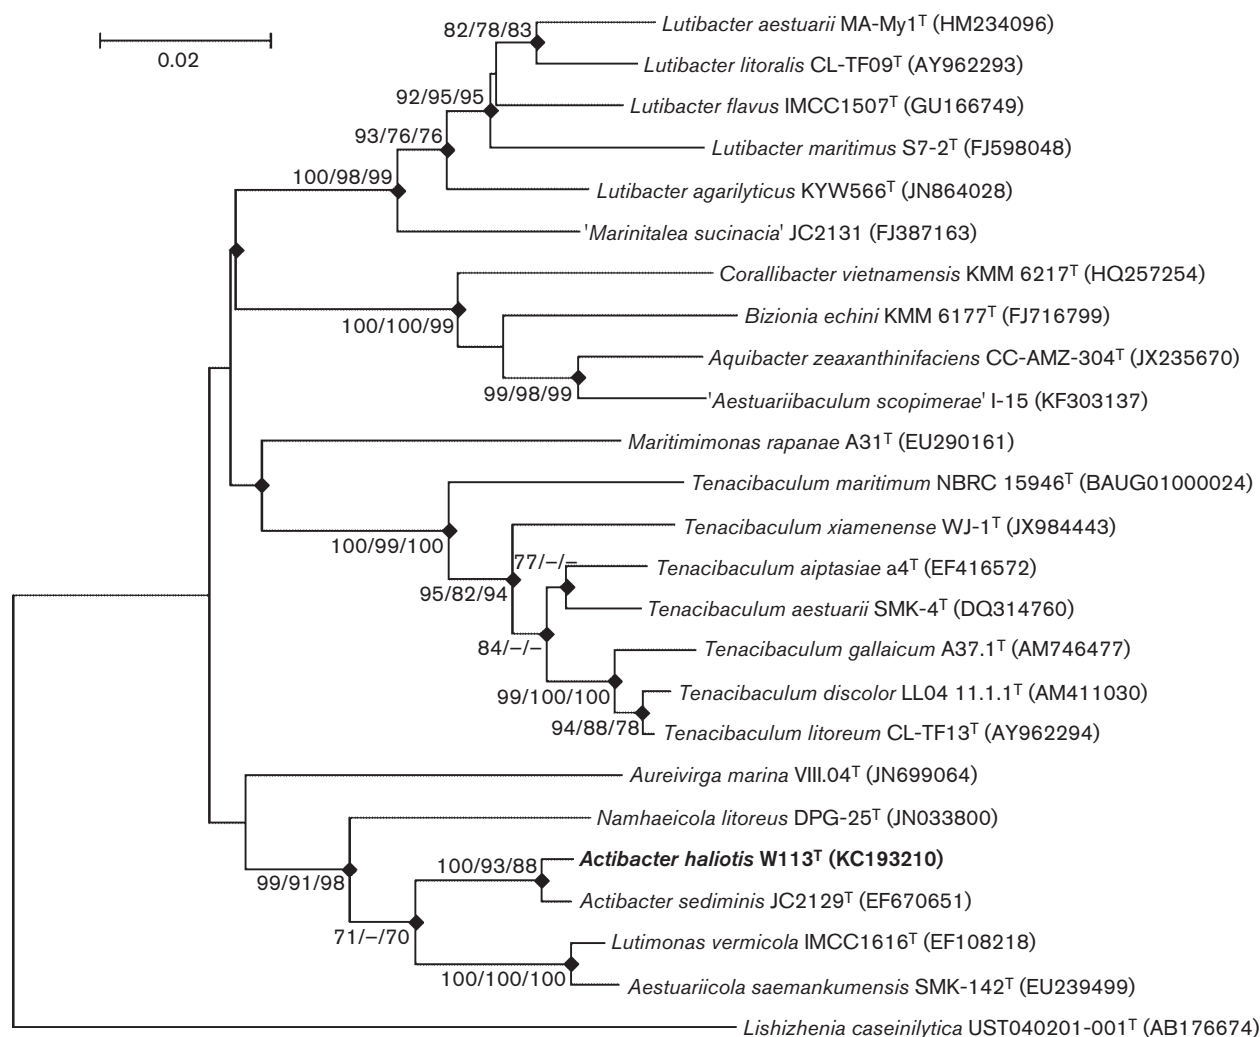 82/78/83
Lutibacter aestuarii MA-My1ᵀ (HM234096)
0.02
Lutibacter litoralis CL-TF09ᵀ (AY962293)
92/95/95
Lutibacter flavus IMCC1507ᵀ (GU166749)
93/76/76
Lutibacter maritimus S7-2ᵀ (FJ598048)
100/98/99
Lutibacter agarilyticus KYW566ᵀ (JN864028)
'Marinitalea sucinacia' JC2131 (FJ387163)
Corallibacter vietnamensis KMM 6217ᵀ (HQ257254)
100/100/99
Bizionia echini KMM 6177ᵀ (FJ716799)
Aquibacter zeaxanthinifaciens CC-AMZ-304ᵀ (JX235670)
99/98/99
'Aestuariibaculum scopimerae' I-15 (KF303137)
Maritimimonas rapanae A31ᵀ (EU290161)
Tenacibaculum maritimum NBRC 15946ᵀ (BAUG01000024)
100/99/100
Tenacibaculum xiamenense WJ-1ᵀ (JX984443)
77/–/–
Tenacibaculum aiptasiae a4ᵀ (EF416572)
95/82/94
Tenacibaculum aestuarii SMK-4ᵀ (DQ314760)
84/–/–
Tenacibaculum gallaicum A37.1ᵀ (AM746477)
99/100/100
Tenacibaculum discolor LL04 11.1.1ᵀ (AM411030)
94/88/78
Tenacibaculum litoreum CL-TF13ᵀ (AY962294)
Aureivirga marina VIII.04ᵀ (JN699064)
Namhaeicola litoreus DPG-25ᵀ (JN033800)
100/93/88
Actibacter haliotis W113ᵀ (KC193210)
99/91/98
Actibacter sediminis JC2129ᵀ (EF670651)
71/–/70
Lutimonas vermicola IMCC1616ᵀ (EF108218)
100/100/100
Aestuariicola saemankumensis SMK-142ᵀ (EU239499)
Lishizhenia caseinilytica UST040201-001ᵀ (AB176674)